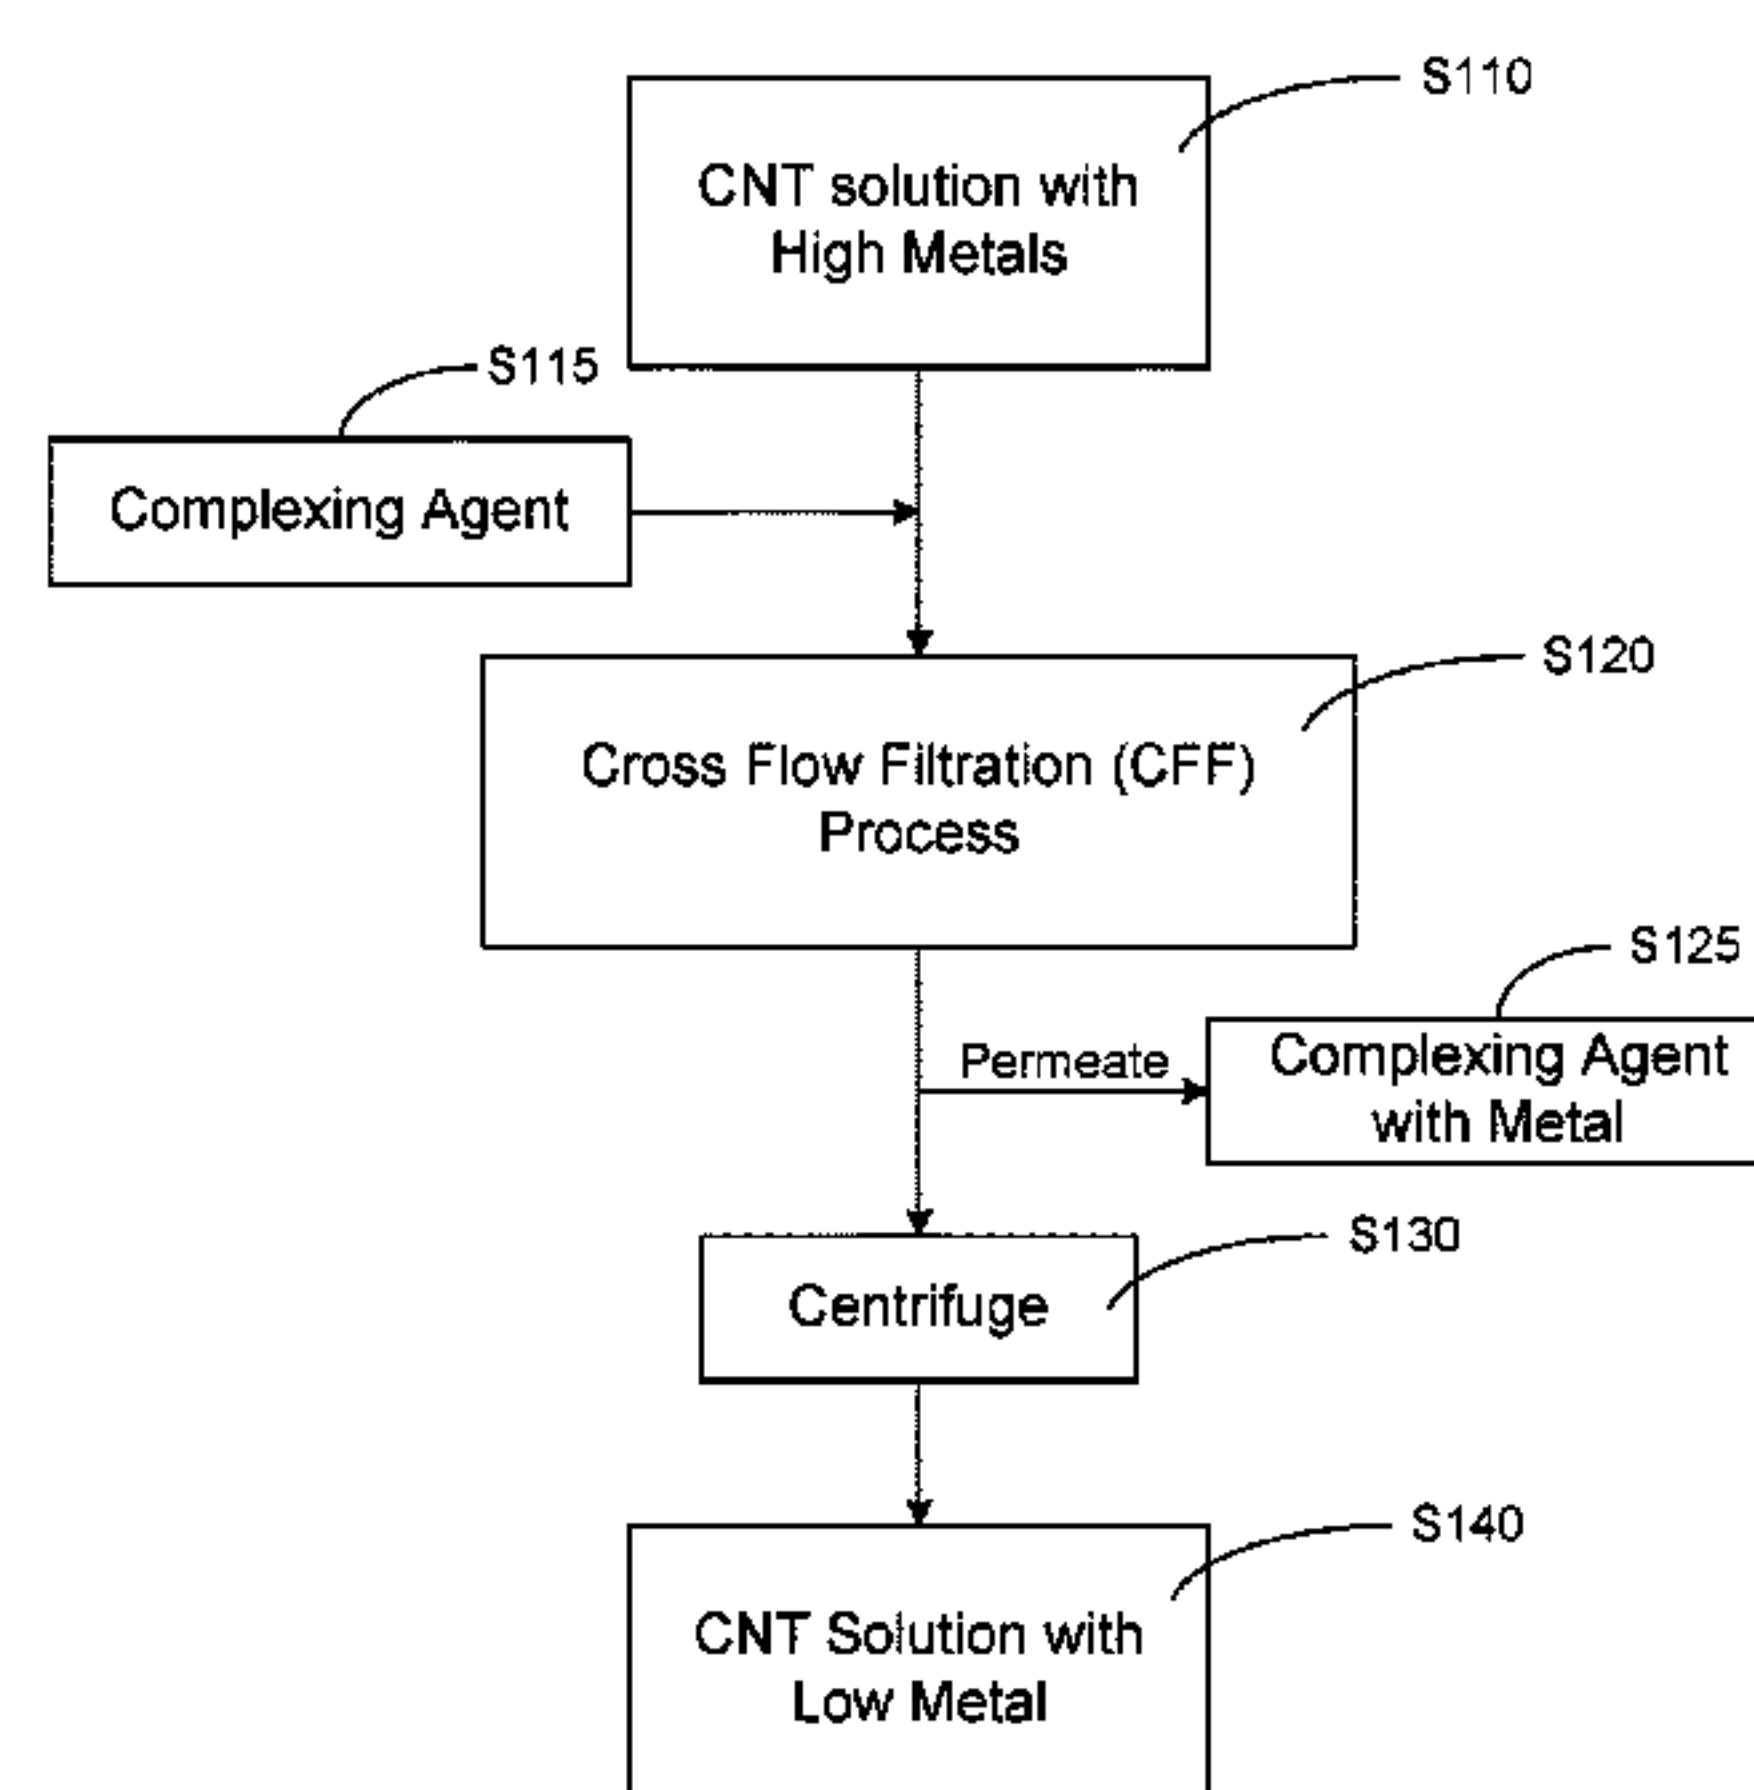 S110
CNT solution with
High Metals
S115
Complexing Agent
S120
Cross Flow Filtration (CFF)
Process
S125
Permeate
Complexing Agent
with Metal
S130
Centrifuge
S140
CNT Solution with
Low Metal